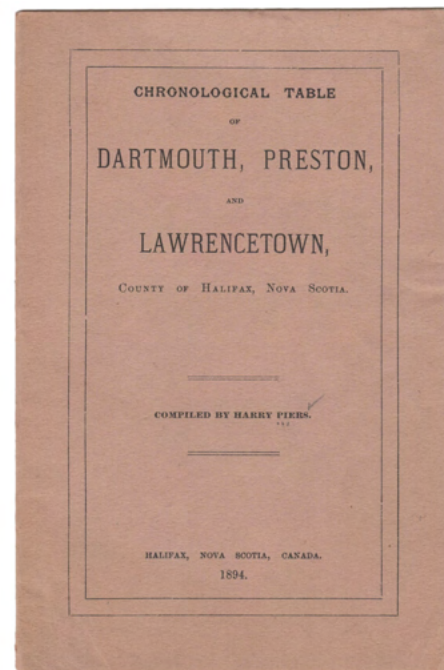 CHRONOLOGICAL TABLE
OF
DARTMOUTH, PRESTON,
AND
LAWRENCETOWN,
COUNTY OF HALIFAX, NOVA SCOTIA.
COMPILED BY HARRY PIERS.
HALIFAX, NOVA SCOTIA, CANADA.
1894.